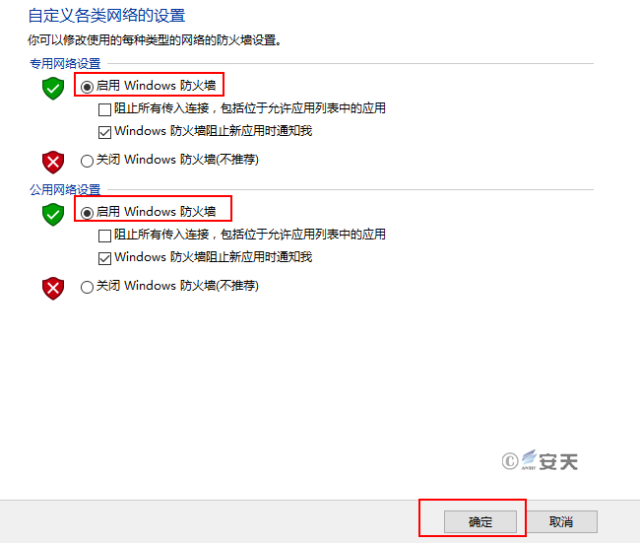 自定义各类网络的设置
你可以修改使用的每种类型的网络的防火墙设置。
专用网络设置
启用 Windows 防火墙
阻止所有传入连接，包括位于允许应用列表中的应用
Windows 防火墙阻止新应用时通知我
关闭 Windows 防火墙(不推荐)
公用网络设置
启用 Windows 防火墙
阻止所有传入连接，包括位于允许应用列表中的应用
Windows 防火墙阻止新应用时通知我
关闭 Windows 防火墙(不推荐)
© 安天
确定 取消